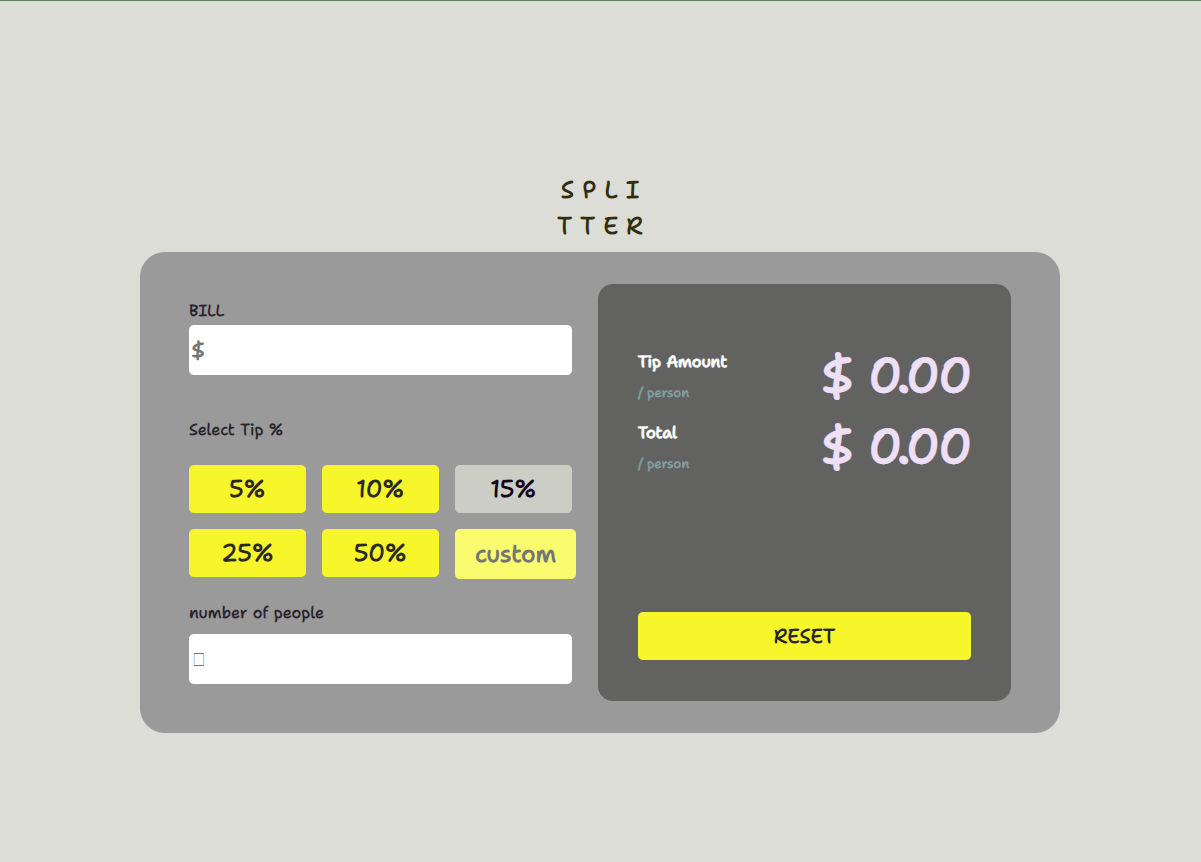 SPLI
TTER
BILL
$
Select Tip %
5% 10% 15%
25% 50% custom
number of people
Tip Amount
/ person
$ 0.00
Total
/ person
$ 0.00
RESET